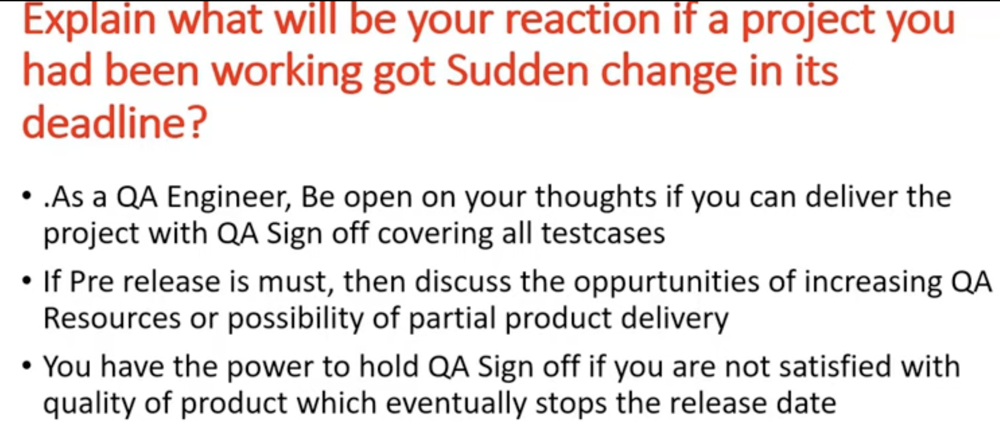 Explain what will be your reaction if a project you
had been working got Sudden change in its
deadline?
• .As a QA Engineer, Be open on your thoughts if you can deliver the
project with QA Sign off covering all testcases
• If Pre release is must, then discuss the oppurtunities of increasing QA
Resources or possibility of partial product delivery
• You have the power to hold QA Sign off if you are not satisfied with
quality of product which eventually stops the release date